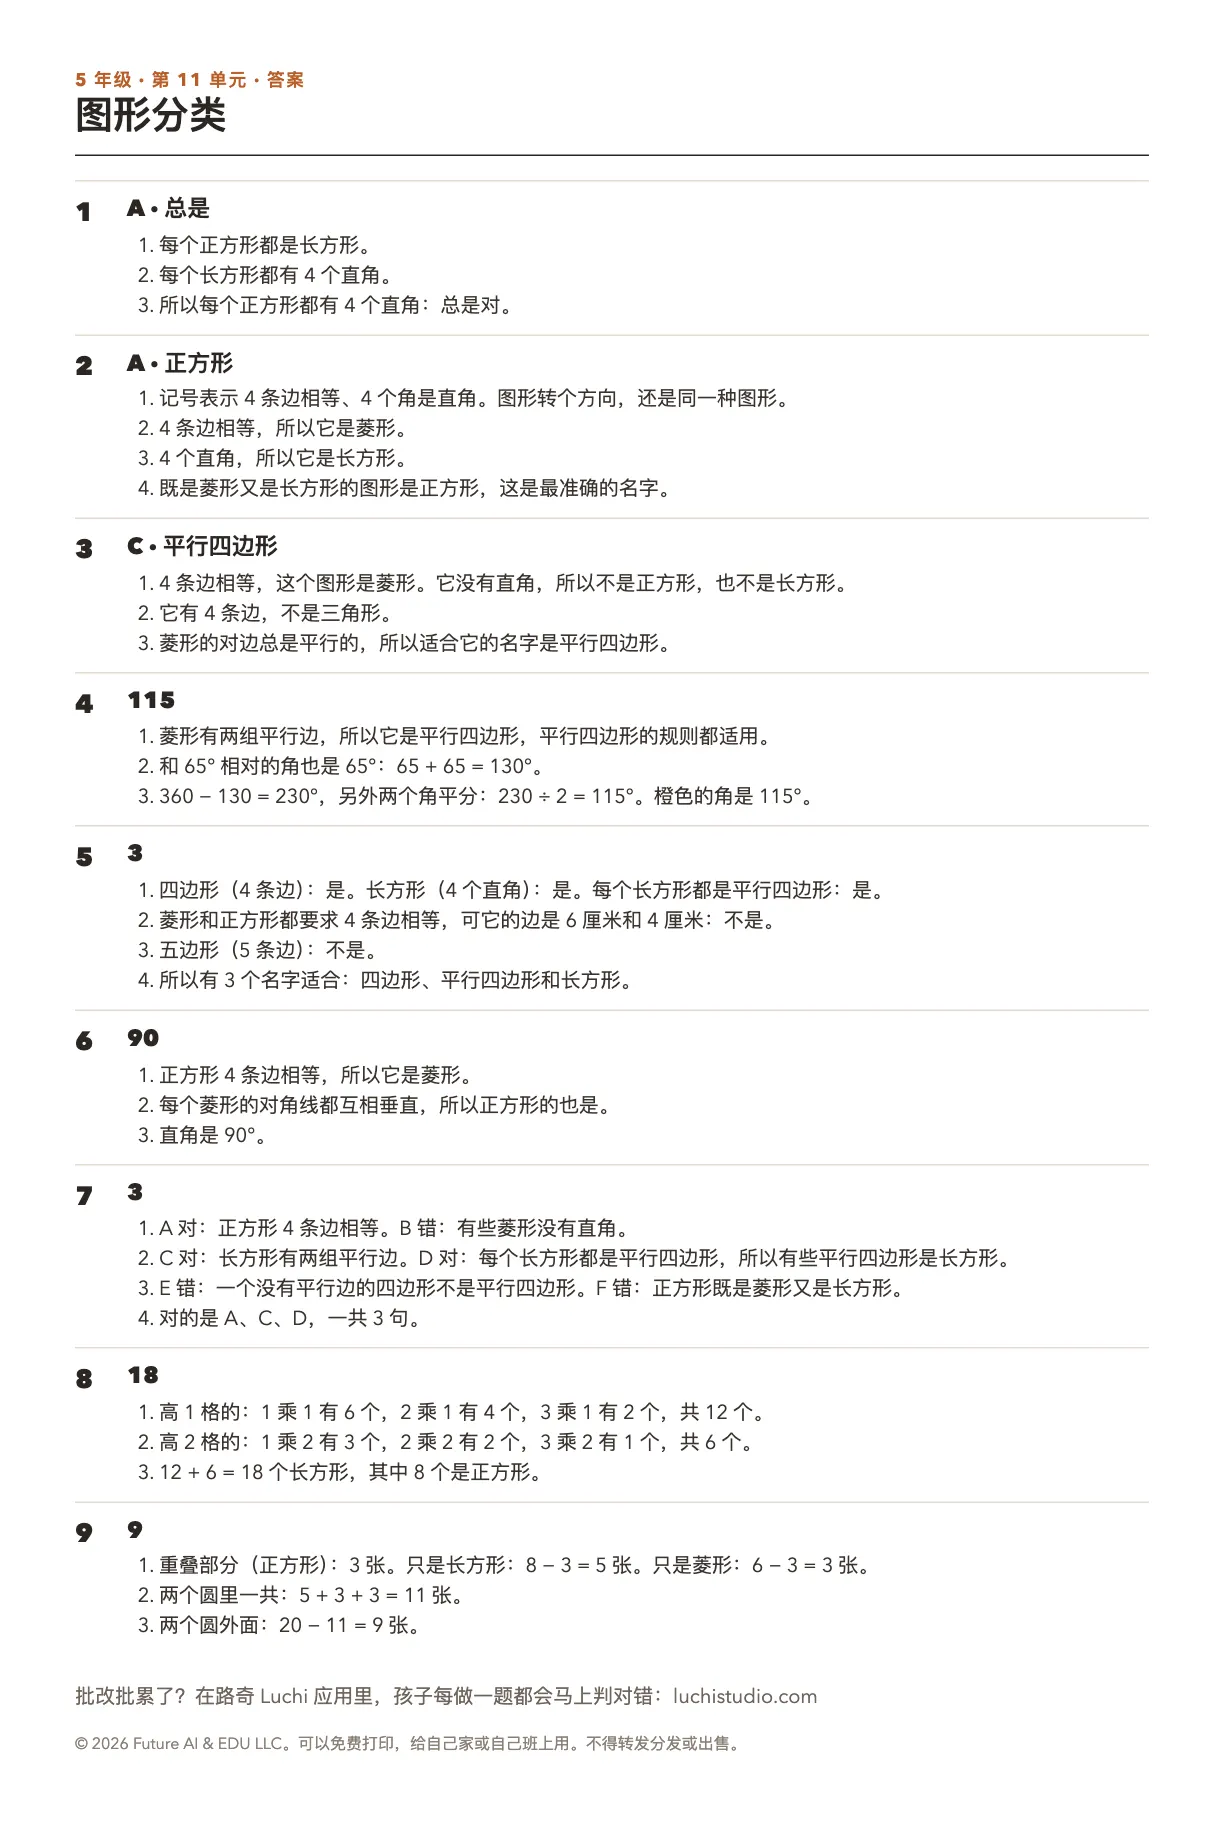 5 年级·第 11 单元·答案
图形分类
1 A·总是
1. 每个正方形都是长方形。
2. 每个长方形都有 4 个直角。
3. 所以每个正方形都有 4 个直角：总是对。
2 A·正方形
1. 记号表示 4 条边相等、4 个角是直角。图形转个方向，还是同一种图形。
2. 4 条边相等，所以它是菱形。
3. 4 个直角，所以它是长方形。
4. 既是菱形又是长方形的图形是正方形，这是最准确的名字。
3 C·平行四边形
1. 4 条边相等，这个图形是菱形。它没有直角，所以不是正方形，也不是长方形。
2. 它有 4 条边，不是三角形。
3. 菱形的对边总是平行的，所以适合它的名字是平行四边形。
4 115
1. 菱形有两组平行边，所以它是平行四边形，平行四边形的规则都适用。
2. 和 65° 相对的角也是 65°：65 + 65 = 130°。
3. 360 − 130 = 230°，另外两个角平分：230 ÷ 2 = 115°。橙色的角是 115°。
5 3
1. 四边形（4 条边）：是。长方形（4 个直角）：是。每个长方形都是平行四边形：是。
2. 菱形和正方形都要求 4 条边相等，可它的边是 6 厘米和 4 厘米：不是。
3. 五边形（5 条边）：不是。
4. 所以有 3 个名字适合：四边形、平行四边形和长方形。
6 90
1. 正方形 4 条边相等，所以它是菱形。
2. 每个菱形的对角线都互相垂直，所以正方形的也是。
3. 直角是 90°。
7 3
1. A 对：正方形 4 条边相等。B 错：有些菱形没有直角。
2. C 对：长方形有两组平行边。D 对：每个长方形都是平行四边形，所以有些平行四边形是长方形。
3. E 错：一个没有平行边的四边形不是平行四边形。F 错：正方形既是菱形又是长方形。
4. 对的是 A、C、D，一共 3 句。
8 18
1. 高 1 格的：1 乘 1 有 6 个，2 乘 1 有 4 个，3 乘 1 有 2 个，共 12 个。
2. 高 2 格的：1 乘 2 有 3 个，2 乘 2 有 2 个，3 乘 2 有 1 个，共 6 个。
3. 12 + 6 = 18 个长方形，其中 8 个是正方形。
9 9
1. 重叠部分（正方形）：3 张。只是长方形：8 − 3 = 5 张。只是菱形：6 − 3 = 3 张。
2. 两个圆里一共：5 + 3 + 3 = 11 张。
3. 两个圆外面：20 − 11 = 9 张。
批改批累了？在路奇 Luchi 应用里，孩子每做一题都会马上判对错：luchistudio.com
© 2026 Future AI & EDU LLC。可以免费打印，给自己家或自己班上用。不得转发分发或出售。